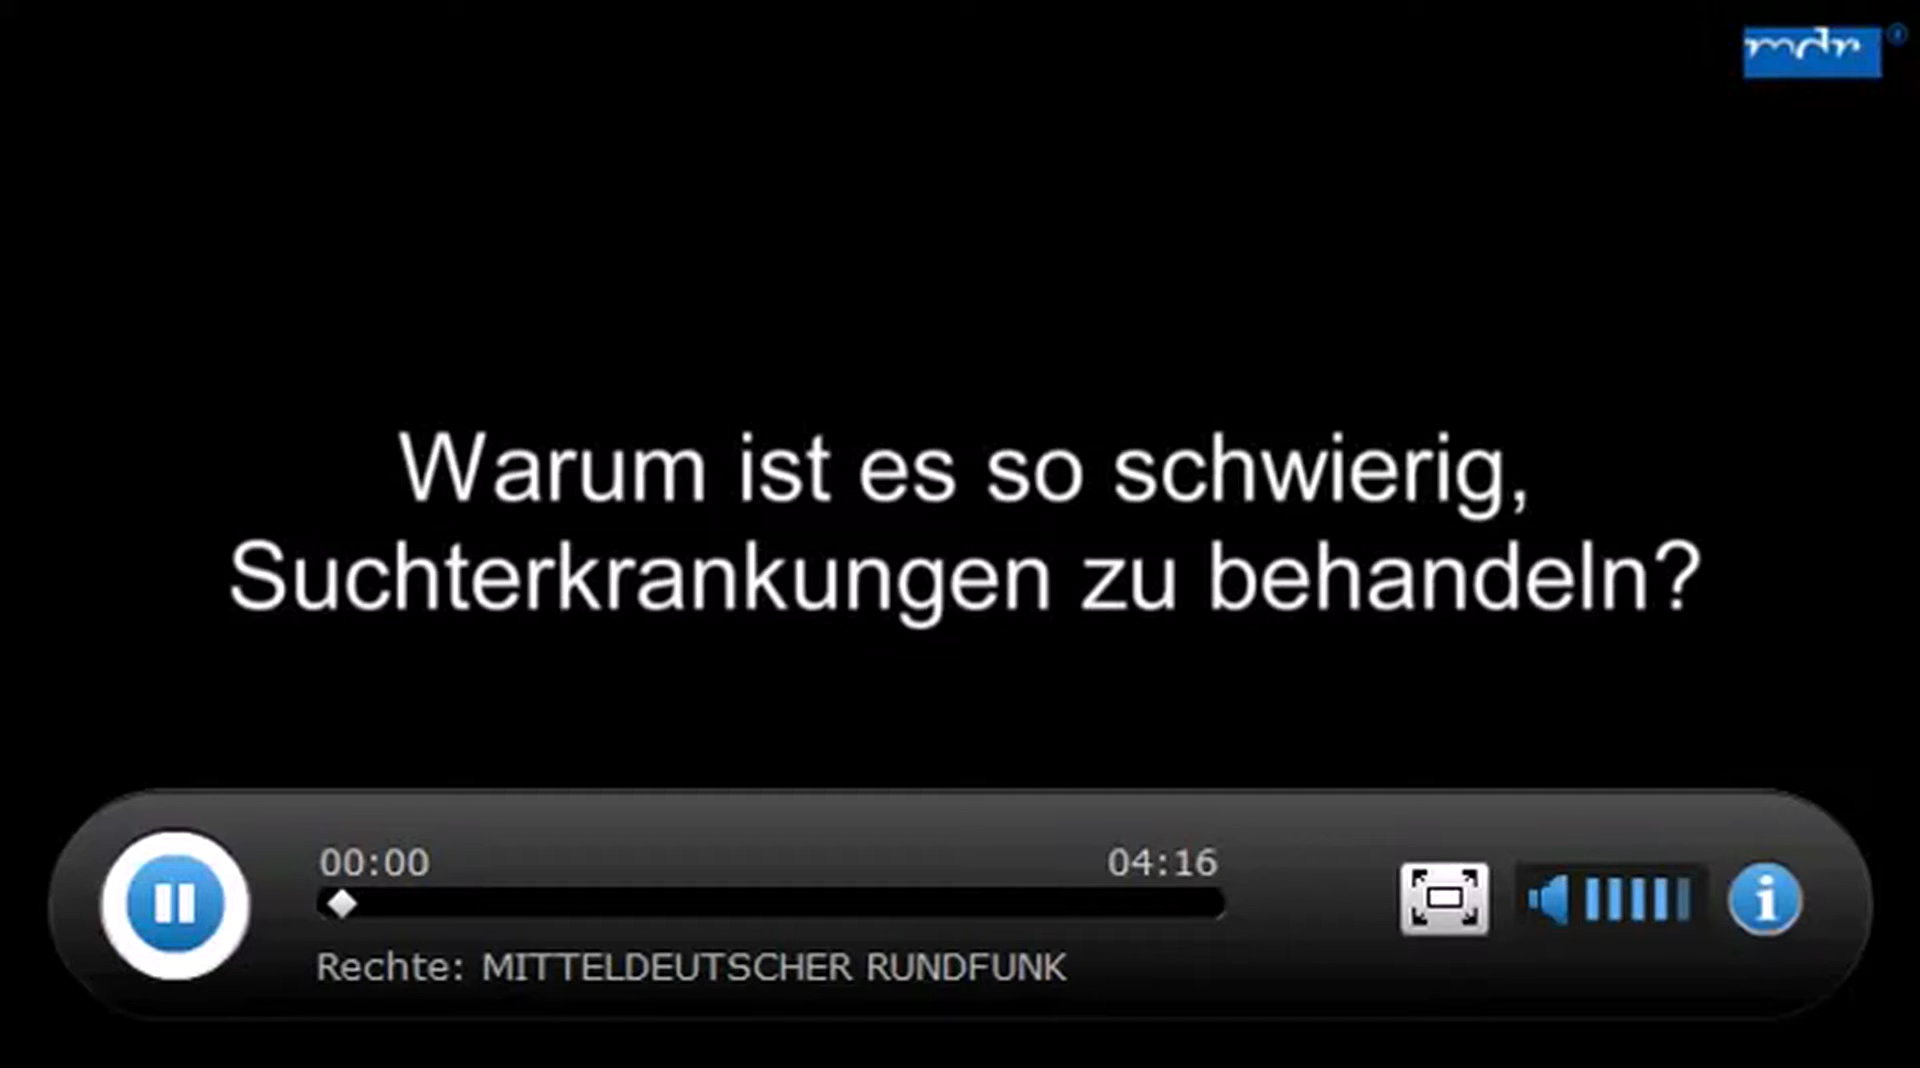 mdr
Warum ist es so schwierig,
Suchterkrankungen zu behandeln?
00:00
04:16
Rechte: MITTELDEUTSCHER RUNDFUNK